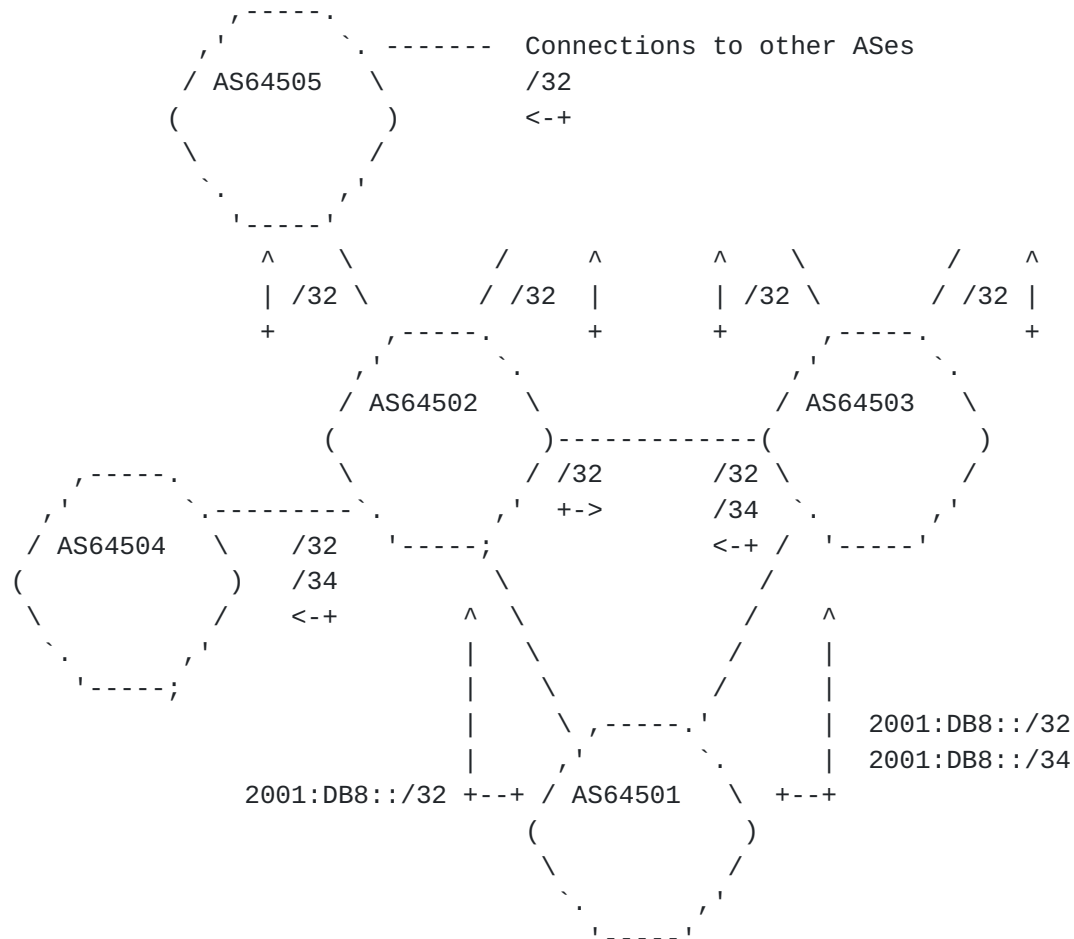 Connections to other ASes
AS64505 /32
<-+
/32 /32 /32 /32
AS64502 AS64503
/32 /32
+-> /34
AS64504 /32 <-+
/34
<-+
2001:DB8::/32
2001:DB8::/34
2001:DB8::/32 +--+ AS64501 +--+